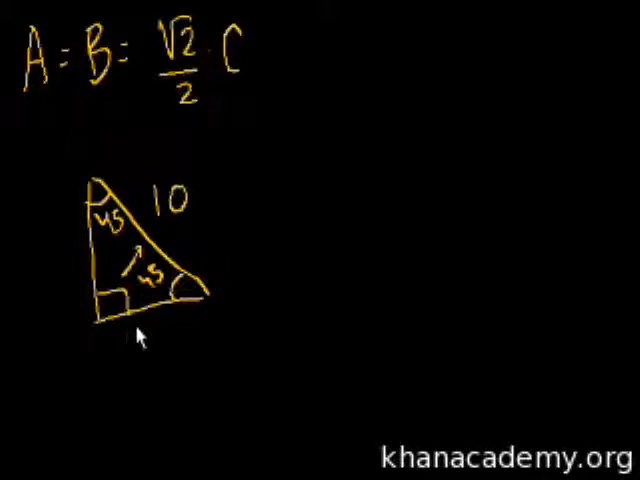 A = B = √2/2 · C
10
45
45
khanacademy.org